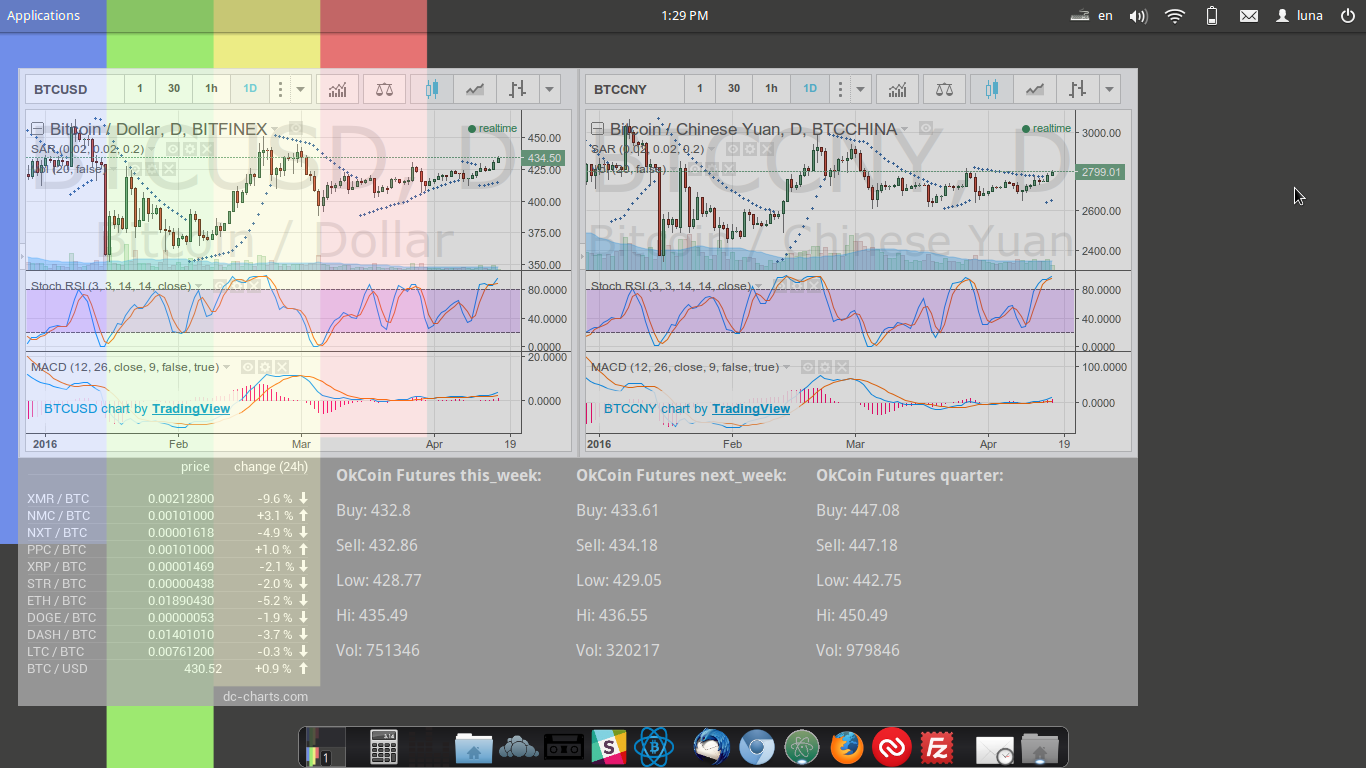 Applications 1:29 PM en luna
BTCUSD 1 30 1h 1D
BTCCNY 1 30 1h 1D
Bitcoin / Dollar, D, BITFINEX realtime
SAR (0.02, 0.02, 0.2)
(20, false)
BTCUSD, D
Bitcoin / Dollar
450.00
434.50
425.00
400.00
375.00
350.00
Stoch RSI (3, 3, 14, 14, close)
80.0000
40.0000
0.0000
MACD (12, 26, close, 9, false, true)
20.0000
0.0000
BTCUSD chart by TradingView
2016 Feb Mar Apr 19
Bitcoin / Chinese Yuan, D, BTCCHINA realtime
SAR (0.02, 0.02, 0.2)
(20, false)
BTCCNY, D
Bitcoin / Chinese Yuan
3000.00
2799.01
2600.00
2400.00
Stoch RSI (3, 3, 14, 14, close)
80.0000
40.0000
0.0000
MACD (12, 26, close, 9, false, true)
100.0000
0.0000
BTCCNY chart by TradingView
2016 Feb Mar Apr 19
price change (24h)
XMR / BTC 0.00212800 -9.6 %
NMC / BTC 0.00101000 +3.1 %
NXT / BTC 0.00001618 -4.9 %
PPC / BTC 0.00101000 +1.0 %
XRP / BTC 0.00001469 -2.1 %
STR / BTC 0.00000438 -2.0 %
ETH / BTC 0.01890430 -5.2 %
DOGE / BTC 0.00000053 -1.9 %
DASH / BTC 0.01401010 -3.7 %
LTC / BTC 0.00761200 -0.3 %
BTC / USD 430.52 +0.9 %
dc-charts.com
OkCoin Futures this_week:
Buy: 432.8
Sell: 432.86
Low: 428.77
Hi: 435.49
Vol: 751346
OkCoin Futures next_week:
Buy: 433.61
Sell: 434.18
Low: 429.05
Hi: 436.55
Vol: 320217
OkCoin Futures quarter:
Buy: 447.08
Sell: 447.18
Low: 442.75
Hi: 450.49
Vol: 979846
1